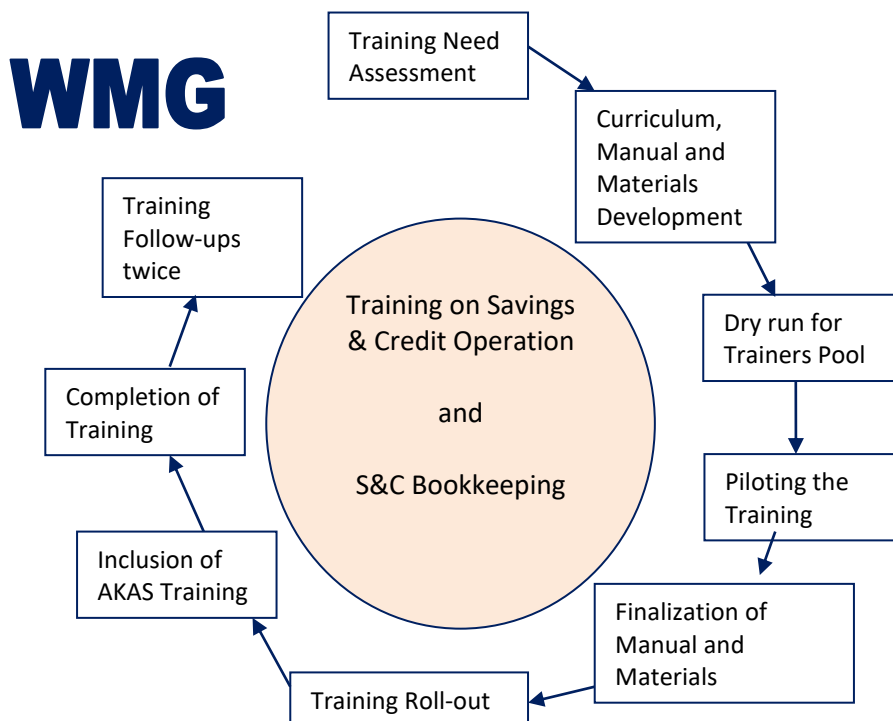 WMG
Training Need
Assessment
Curriculum,
Manual and
Materials
Development
Dry run for
Trainers Pool
Piloting the
Training
Finalization of
Manual and
Materials
Training Roll-out
Inclusion of
AKAS Training
Completion of
Training
Training
Follow-ups
twice
Training on Savings
& Credit Operation
and
S&C Bookkeeping